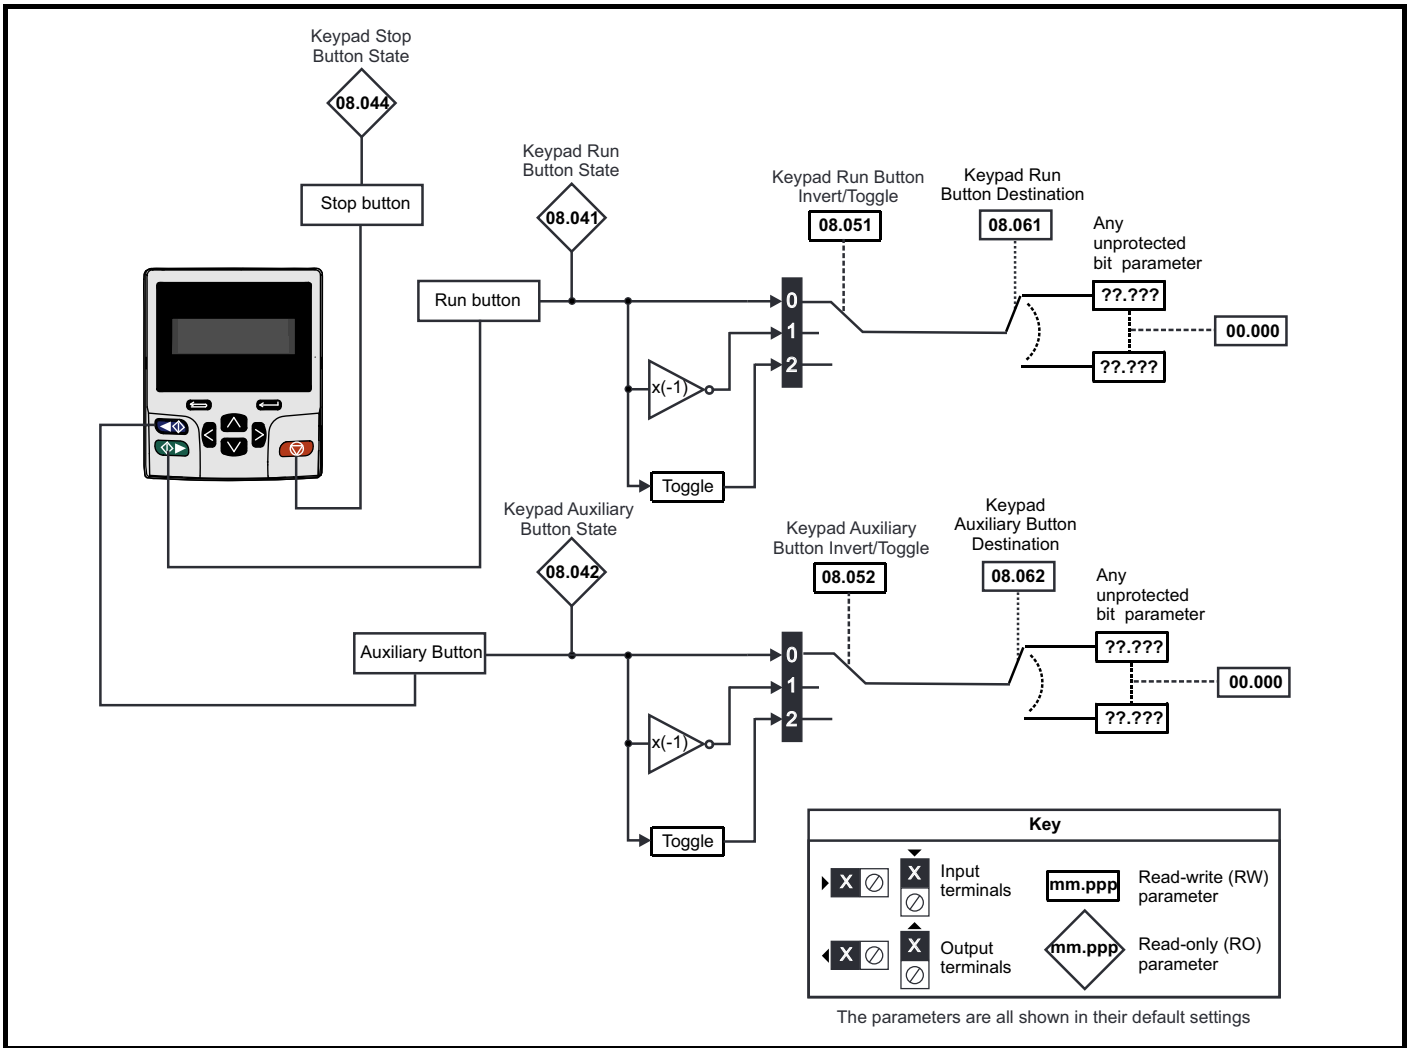 Keypad Stop
Button State
08.044
Stop button
Keypad Run
Button State
08.041
Run button
Keypad Run Button
Invert/Toggle
08.051
Keypad Run
Button Destination
08.061
Any
unprotected
bit parameter
??.???
??.???
00.000
0
1
2
x(-1)
Toggle
Keypad Auxiliary
Button State
08.042
Auxiliary Button
Keypad Auxiliary
Button Invert/Toggle
08.052
Keypad
Auxiliary Button
Destination
08.062
Any
unprotected
bit parameter
??.???
??.???
00.000
0
1
2
x(-1)
Toggle
Key
X
X
Input
terminals
mm.ppp
Read-write (RW)
parameter
X
X
Output
terminals
mm.ppp
Read-only (RO)
parameter
The parameters are all shown in their default settings